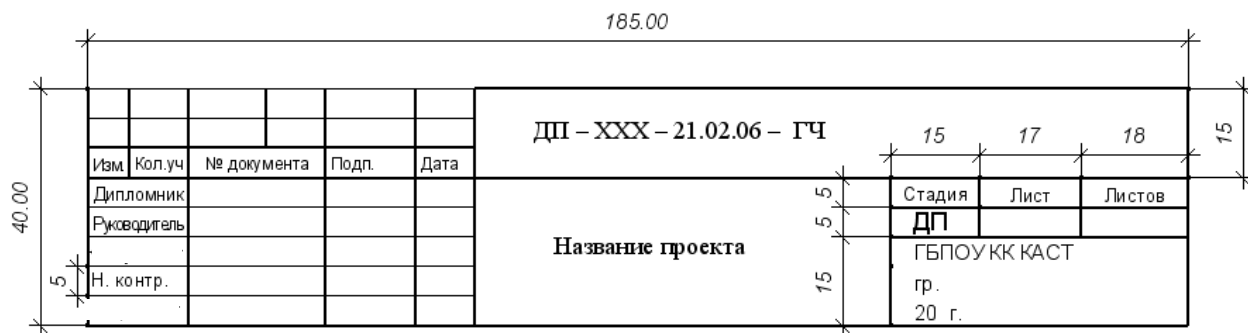 185.00
ДП – XXX – 21.02.06 – ГЧ
15 17 18
15
Изм. Кол.уч № документа Подп. Дата
40.00
Дипломник
5
Стадия Лист Листов
Руководитель
5
ДП
Название проекта
ГБПОУ КК КАСТ
5
Н. контр.
15
гр.
20 г.